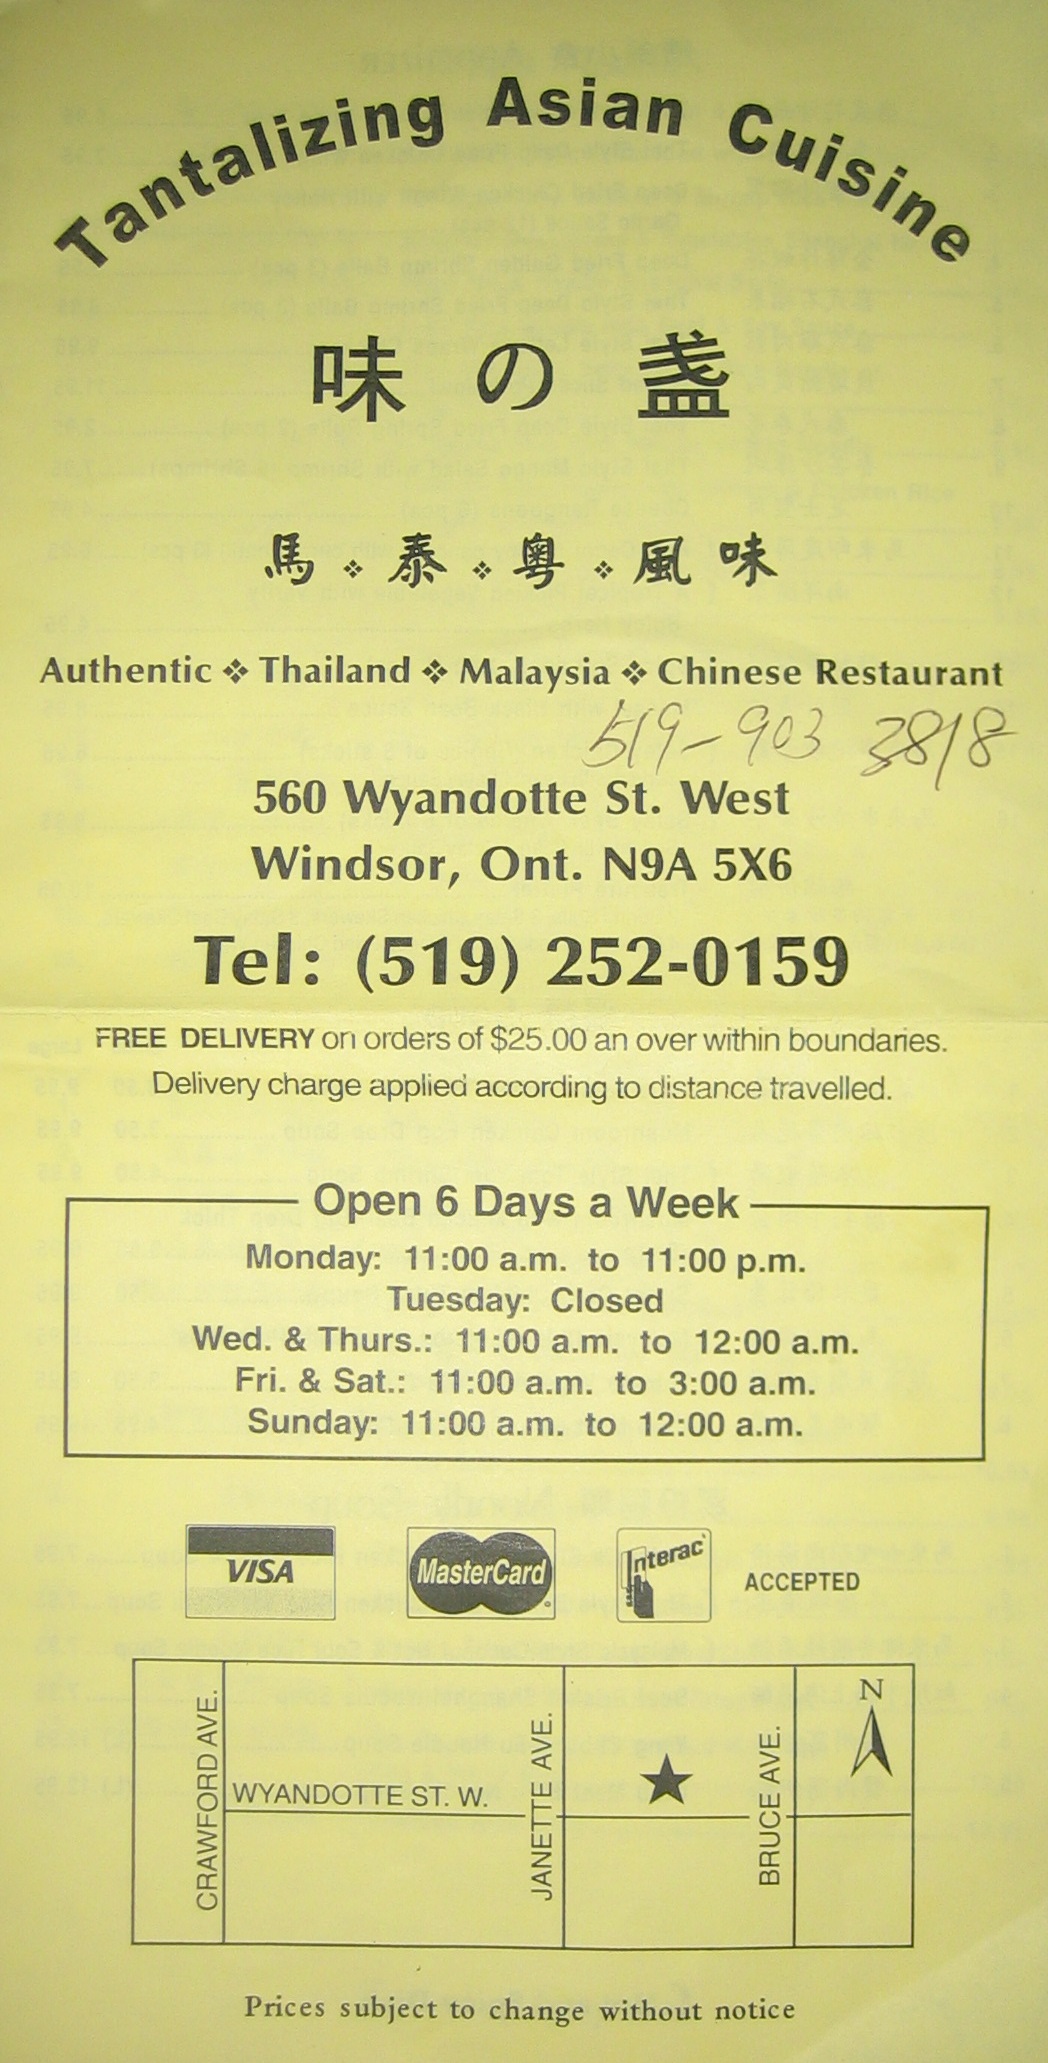 Tantalizing Asian Cuisine
味の盏
馬 ❖ 泰 ❖ 粤 ❖ 風味
Authentic ❖ Thailand ❖ Malaysia ❖ Chinese Restaurant
519-903 3818
560 Wyandotte St. West
Windsor, Ont. N9A 5X6
Tel: (519) 252-0159
FREE DELIVERY on orders of $25.00 an over within boundaries.
Delivery charge applied according to distance travelled.
Open 6 Days a Week
Monday: 11:00 a.m. to 11:00 p.m.
Tuesday: Closed
Wed. & Thurs.: 11:00 a.m. to 12:00 a.m.
Fri. & Sat.: 11:00 a.m. to 3:00 a.m.
Sunday: 11:00 a.m. to 12:00 a.m.
VISA MasterCard Interac ACCEPTED
CRAWFORD AVE.
WYANDOTTE ST. W.
JANETTE AVE.
BRUCE AVE.
N
Prices subject to change without notice